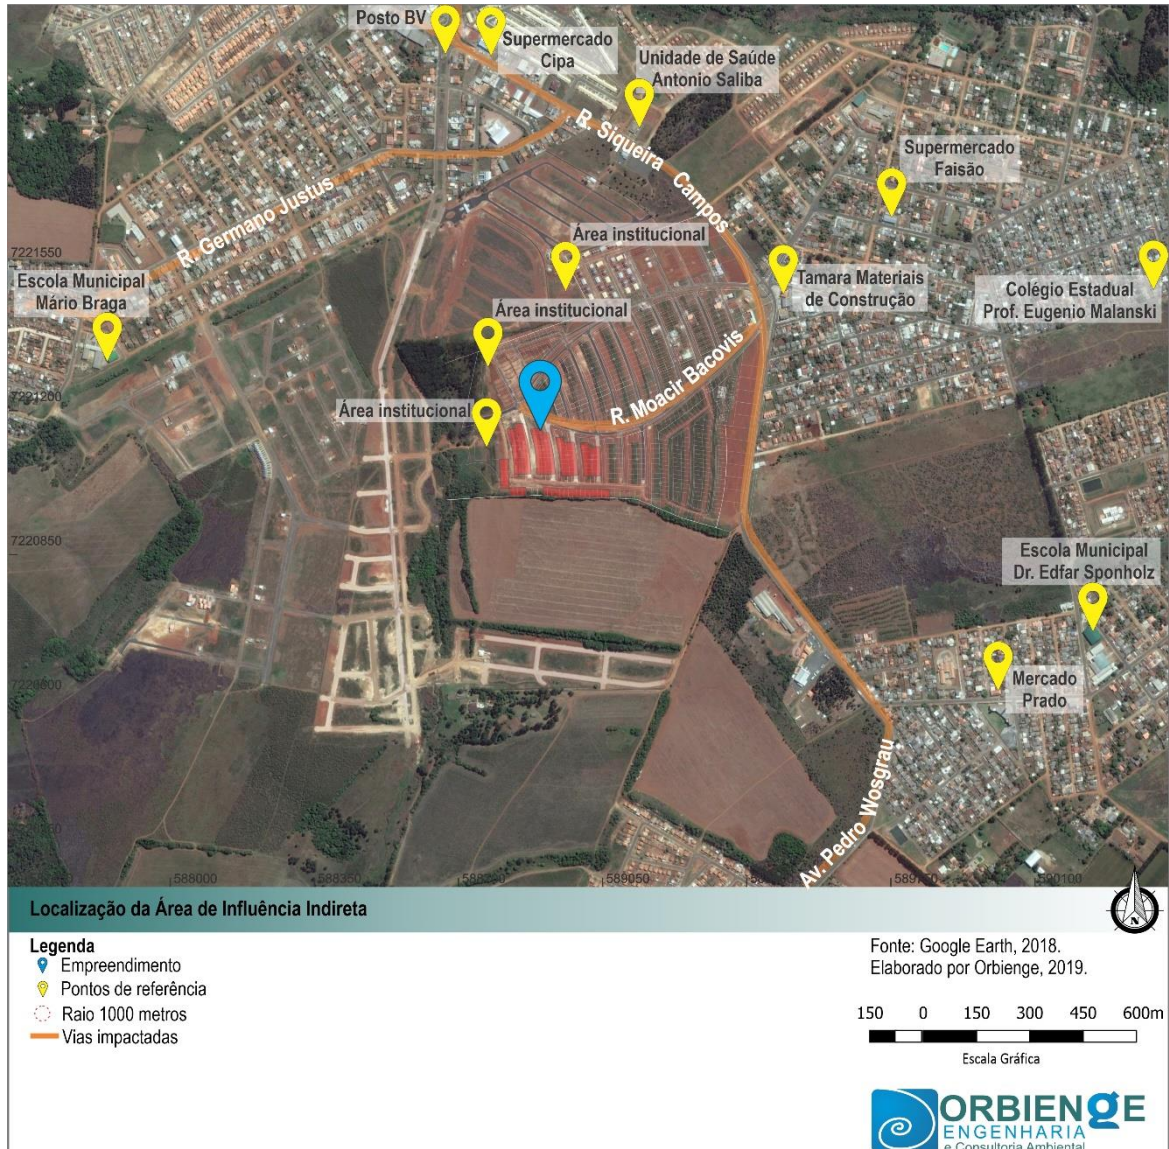 Posto BV
Supermercado
Cipa
Unidade de Saúde
Antonio Saliba
R. Siqueira Campos
Supermercado
Faisão
R. Germano Justus
Área institucional
7221550
Escola Municipal
Mário Braga
Tamara Materiais
de Construção
Colégio Estadual
Prof. Eugenio Malanski
Área institucional
R. Moacir Bacovis
7221200
Área institucional
7220850
Escola Municipal
Dr. Edfar Sponholz
Mercado
Prado
Av. Pedro Wosgrau
588000
588350
589050
590100
Localização da Área de Influência Indireta
N
Legenda
Empreendimento
Pontos de referência
Raio 1000 metros
Vias impactadas
Fonte: Google Earth, 2018.
Elaborado por Orbienge, 2019.
150 0 150 300 450 600m
Escala Gráfica
ORBIENGE
ENGENHARIA
e Consultoria Ambiental